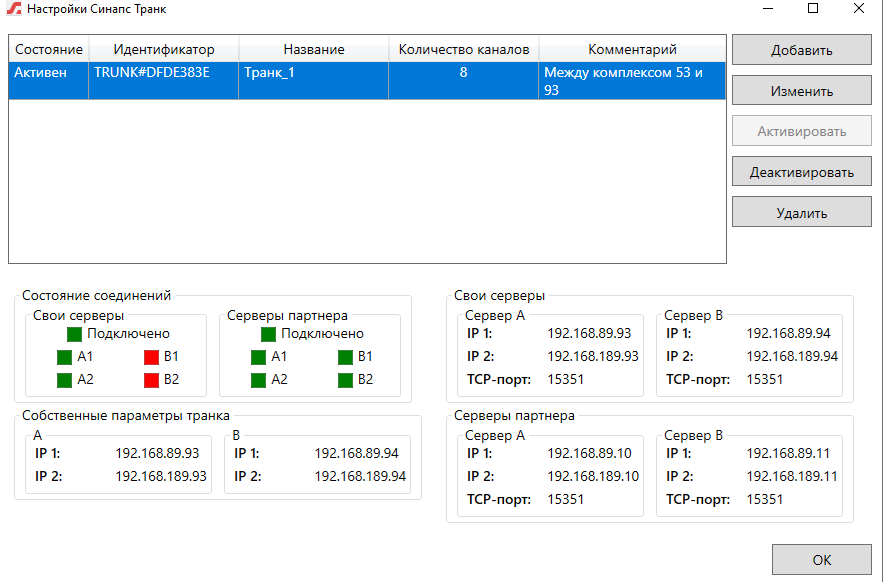 Настройки Синапс Транк
Состояние Идентификатор Название Количество каналов Комментарий
Активен TRUNK#DFDE383E Транк_1 8 Между комплексом 53 и
93
Добавить
Изменить
Активировать
Деактивировать
Удалить
Состояние соединений
Свои серверы
Подключено
A1 B1
A2 B2
Серверы партнера
Подключено
A1 B1
A2 B2
Собственные параметры транка
A
IP 1: 192.168.89.93
IP 2: 192.168.189.93
B
IP 1: 192.168.89.94
IP 2: 192.168.189.94
Свои серверы
Сервер A
IP 1: 192.168.89.93
IP 2: 192.168.189.93
TCP-порт: 15351
Сервер B
IP 1: 192.168.89.94
IP 2: 192.168.189.94
TCP-порт: 15351
Серверы партнера
Сервер A
IP 1: 192.168.89.10
IP 2: 192.168.189.10
TCP-порт: 15351
Сервер B
IP 1: 192.168.89.11
IP 2: 192.168.189.11
TCP-порт: 15351
OK